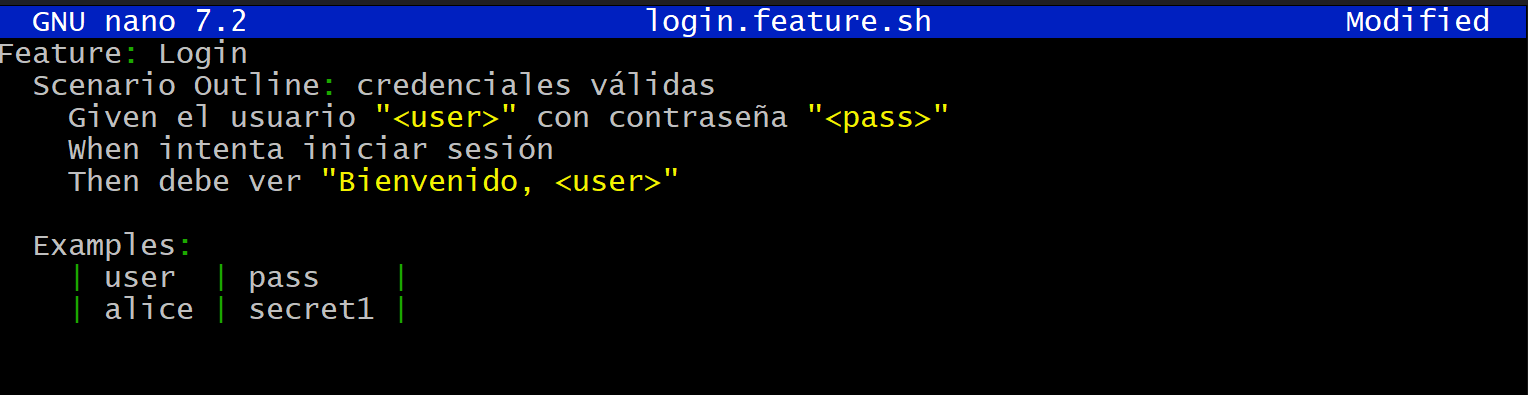 GNU nano 7.2 login.feature.sh Modified
Feature: Login
  Scenario Outline: credenciales válidas
    Given el usuario "<user>" con contraseña "<pass>"
    When intenta iniciar sesión
    Then debe ver "Bienvenido, <user>"

  Examples:
    | user  | pass    |
    | alice | secret1 |